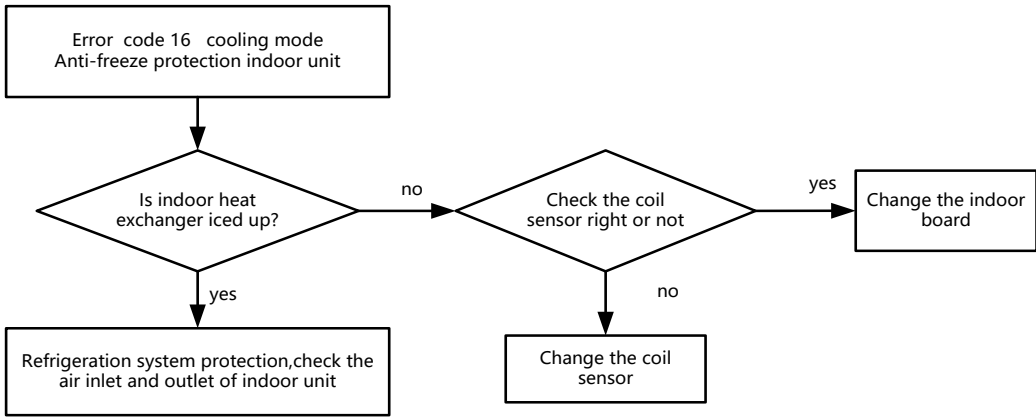 Error code 16 cooling mode
Anti-freeze protection indoor unit
Is indoor heat
exchanger iced up?
no
Check the coil
sensor right or not
yes
Change the indoor
board
yes
Refrigeration system protection,check the
air inlet and outlet of indoor unit
no
Change the coil
sensor